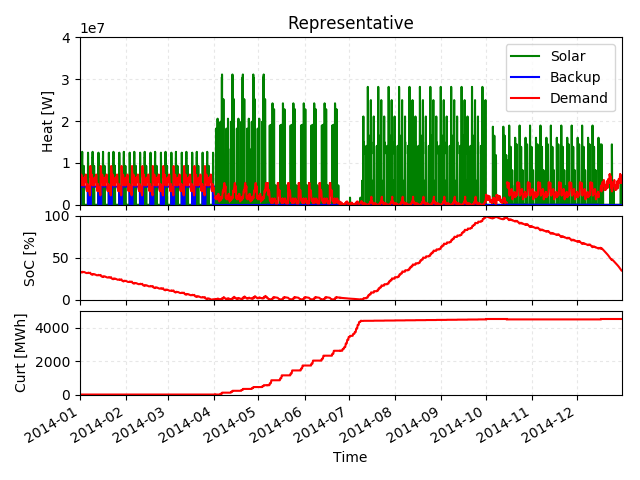 Representative
1e7
Heat [W]
4
3
2
1
0
Solar
Backup
Demand
SoC [%]
100
50
0
Curt [MWh]
4000
2000
0
2014-01
2014-02
2014-03
2014-04
2014-05
2014-06
2014-07
2014-08
2014-09
2014-10
2014-11
2014-12
Time